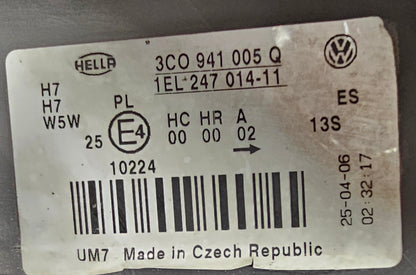 HELLA 3C0 941 005 Q
1EL 247 014-11
H7
H7
W5W
PL
25 E4
HC HR A
00 00 02
→
10224
ES
13S
25-04-06
02:32:17
UM7 Made in Czech Republic